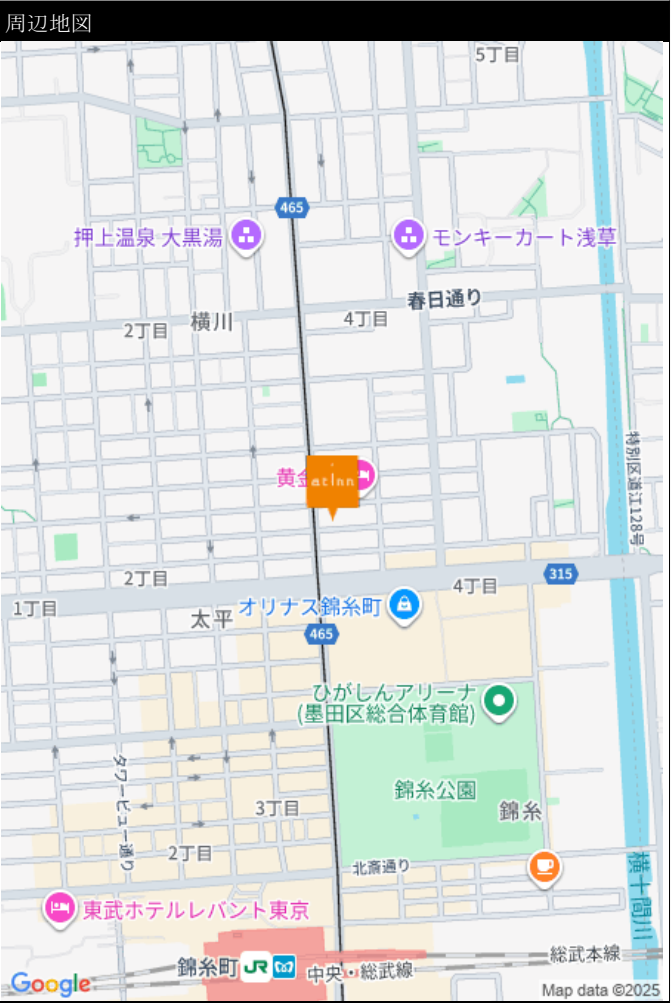 周辺地図
5丁目
465
押上温泉 大黒湯
モンキーカート浅草
春日通り
2丁目
横川
4丁目
特別区道江128号
黄金
atInn
2丁目
4丁目
315
1丁目
太平
オリナス錦糸町
465
ひがしんアリーナ
(墨田区総合体育館)
タワービュー通り
錦糸公園
錦糸
3丁目
2丁目
北斎通り
横十間川
東武ホテルレバント東京
錦糸町
JR
中央・総武線
総武本線
Google
Map data ©2025